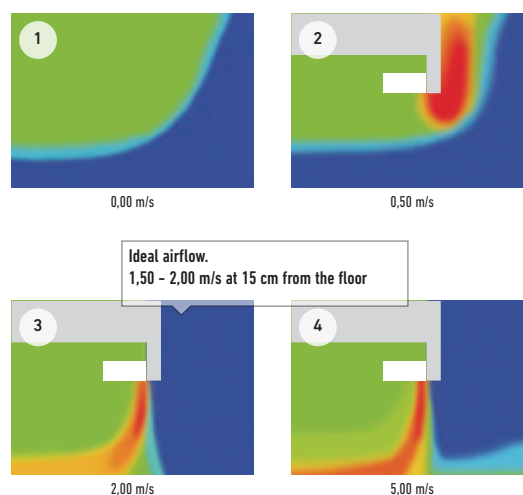 1
2
0,00 m/s
0,50 m/s
Ideal airflow.
1,50 - 2,00 m/s at 15 cm from the floor
3
4
2,00 m/s
5,00 m/s